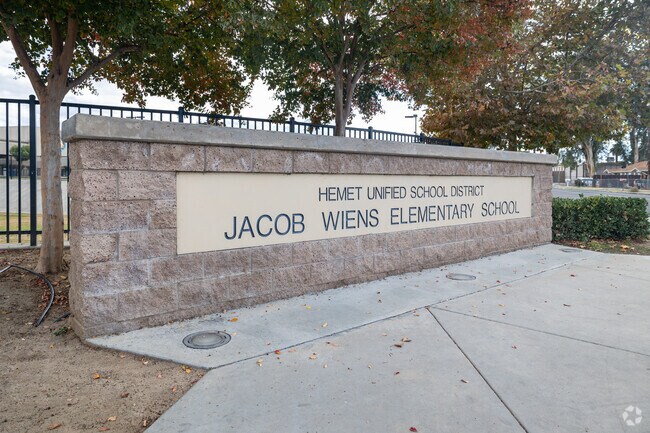 HEMET UNIFIED SCHOOL DISTRICT
JACOB WIENS ELEMENTARY SCHOOL